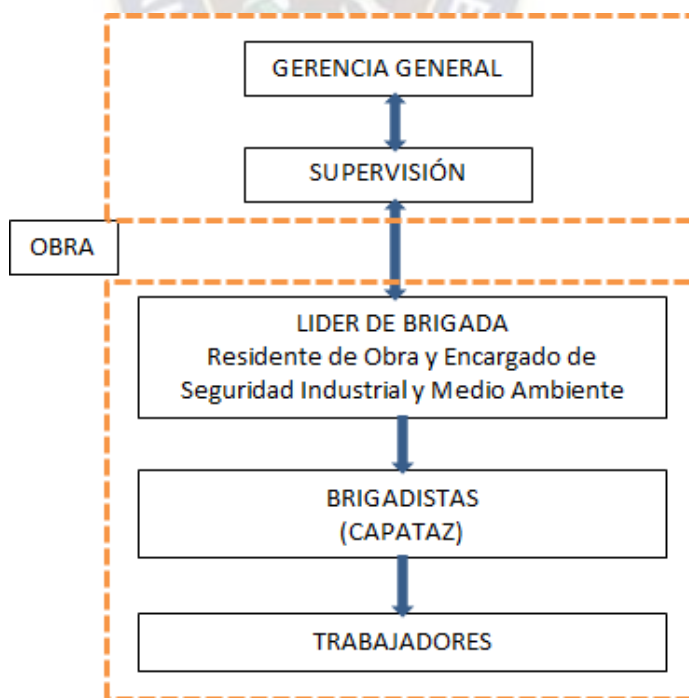 GERENCIA GENERAL
SUPERVISIÓN
OBRA
LIDER DE BRIGADA
Residente de Obra y Encargado de
Seguridad Industrial y Medio Ambiente
BRIGADISTAS
(CAPATAZ)
TRABAJADORES